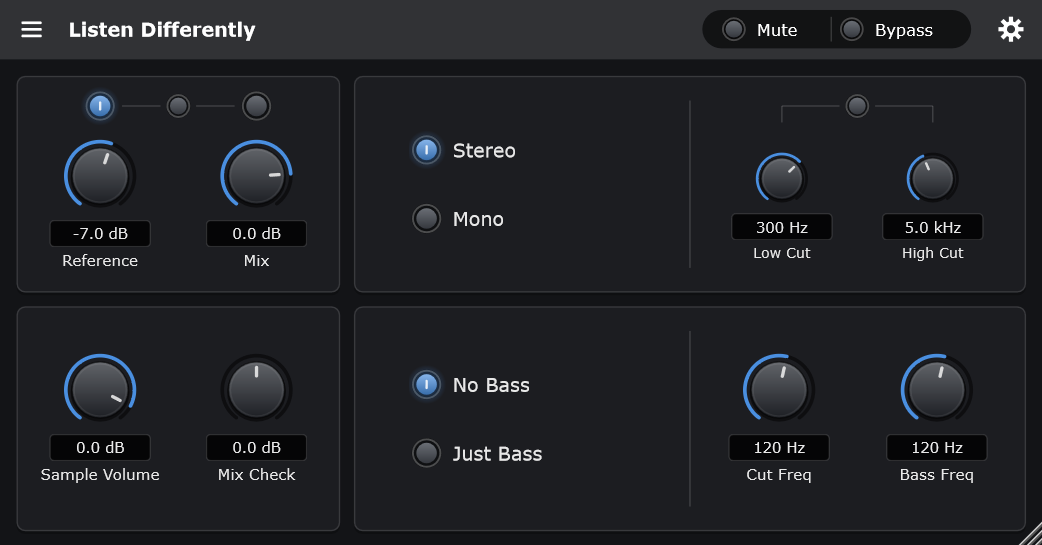 Listen Differently
Mute
Bypass
-7.0 dB
0.0 dB
Reference
Mix
Stereo
Mono
300 Hz
5.0 kHz
Low Cut
High Cut
0.0 dB
0.0 dB
Sample Volume
Mix Check
No Bass
Just Bass
120 Hz
120 Hz
Cut Freq
Bass Freq